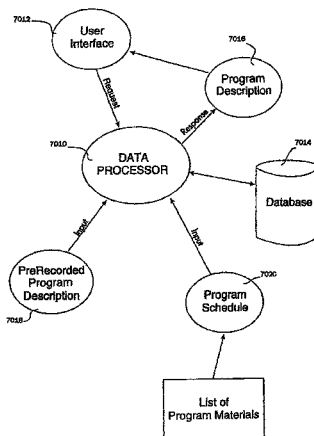 7012
User
Interface
7016
Program
Description
Request
Response
7010
DATA
PROCESSOR
7014
Database
Input
Input
PreRecorded
Program
Description
7018
7020
Program
Schedule
List of
Program Materials